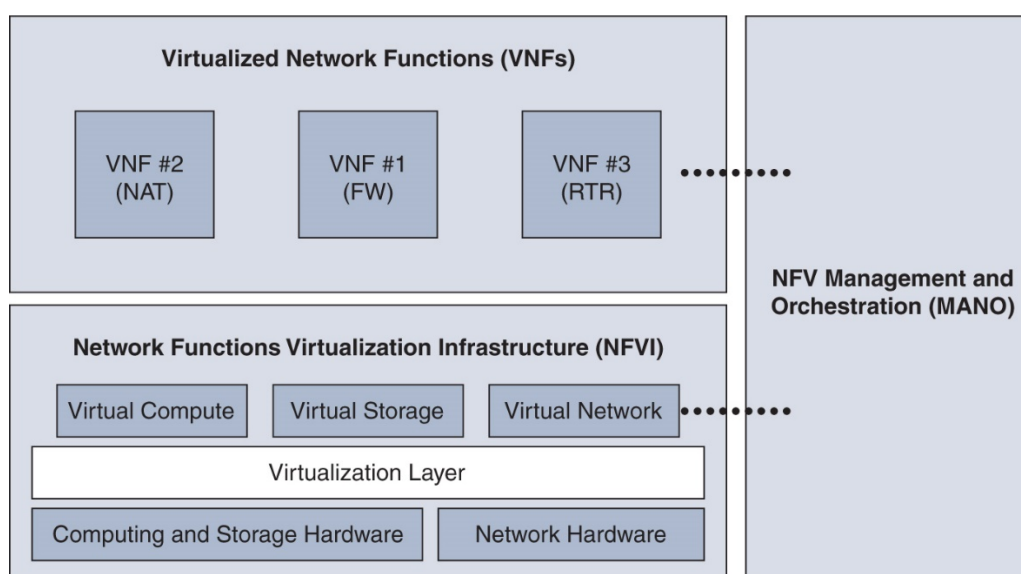 Virtualized Network Functions (VNFs)
VNF #2
(NAT)
VNF #1
(FW)
VNF #3
(RTR)
NFV Management and
Orchestration (MANO)
Network Functions Virtualization Infrastructure (NFVI)
Virtual Compute
Virtual Storage
Virtual Network
Virtualization Layer
Computing and Storage Hardware
Network Hardware